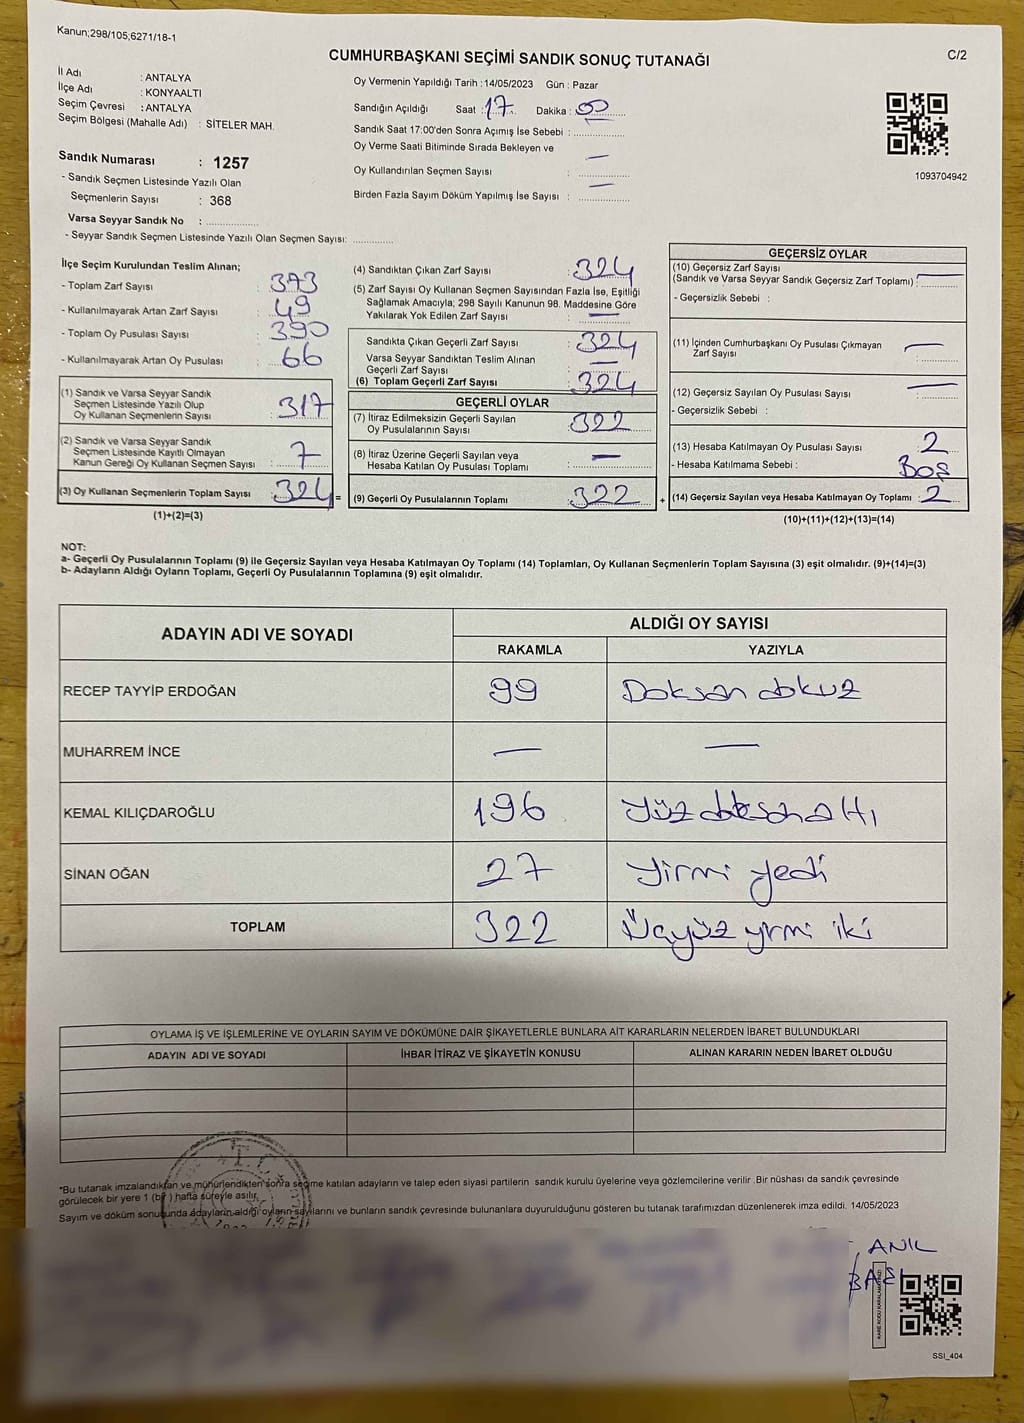 Kanun;298/105,6271/18-1
CUMHURBAŞKANI SEÇİMİ SANDIK SONUÇ TUTANAĞI
C/2
İl Adı : ANTALYA
İlçe Adı : KONYAALTI
Seçim Çevresi : ANTALYA
Seçim Bölgesi (Mahalle Adı) : SİTELER MAH.
Oy Vermenin Yapıldığı Tarih :14/05/2023 Gün : Pazar
Sandığın Açıldığı Saat : 17 Dakika : 00
Sandık Saat 17:00'den Sonra Açımış İse Sebebi :
Oy Verme Saati Bitiminde Sırada Bekleyen ve
Oy Kullandırılan Seçmen Sayısı : —
Birden Fazla Sayım Döküm Yapılmış İse Sayısı : —
1093704942
Sandık Numarası : 1257
- Sandık Seçmen Listesinde Yazılı Olan
Seçmenlerin Sayısı : 368
Varsa Seyyar Sandık No :
- Seyyar Sandık Seçmen Listesinde Yazılı Olan Seçmen Sayısı:
İlçe Seçim Kurulundan Teslim Alınan;
- Toplam Zarf Sayısı : 393
- Kullanılmayarak Artan Zarf Sayısı : 49
- Toplam Oy Pusulası Sayısı : 390
- Kullanılmayarak Artan Oy Pusulası : 66
(1) Sandık ve Varsa Seyyar Sandık
Seçmen Listesinde Yazılı Olup
Oy Kullanan Seçmenlerin Sayısı : 317
(2) Sandık ve Varsa Seyyar Sandık
Seçmen Listesinde Kayıtlı Olmayan
Kanun Gereği Oy Kullanan Seçmen Sayısı : 7
(3) Oy Kullanan Seçmenlerin Toplam Sayısı : 324 =
(1)+(2)=(3)
(4) Sandıktan Çıkan Zarf Sayısı : 324
(5) Zarf Sayısı Oy Kullanan Seçmen Sayısından Fazla İse, Eşitliği
Sağlamak Amacıyla; 298 Sayılı Kanunun 98. Maddesine Göre
Yakılarak Yok Edilen Zarf Sayısı : —
Sandıkta Çıkan Geçerli Zarf Sayısı : 324
Varsa Seyyar Sandıktan Teslim Alınan
Geçerli Zarf Sayısı : —
(6) Toplam Geçerli Zarf Sayısı : 324
GEÇERLİ OYLAR
(7) İtiraz Edilmeksizin Geçerli Sayılan
Oy Pusulalarının Sayısı : 322
(8) İtiraz Üzerine Geçerli Sayılan veya
Hesaba Katılan Oy Pusulası Toplamı : —
(9) Geçerli Oy Pusulalarının Toplamı : 322 +
GEÇERSİZ OYLAR
(10) Geçersiz Zarf Sayısı
(Sandık ve Varsa Seyyar Sandık Geçersiz Zarf Toplamı) : —
- Geçersizlik Sebebi :
(11) İçinden Cumhurbaşkanı Oy Pusulası Çıkmayan
Zarf Sayısı : —
(12) Geçersiz Sayılan Oy Pusulası Sayısı : —
- Geçersizlik Sebebi :
(13) Hesaba Katılmayan Oy Pusulası Sayısı : 2
- Hesaba Katılmama Sebebi : BOŞ
(14) Geçersiz Sayılan veya Hesaba Katılmayan Oy Toplamı : 2
(10)+(11)+(12)+(13)=(14)
NOT:
a- Geçerli Oy Pusulalarının Toplamı (9) ile Geçersiz Sayılan veya Hesaba Katılmayan Oy Toplamı (14) Toplamları, Oy Kullanan Seçmenlerin Toplam Sayısına (3) eşit olmalıdır. (9)+(14)=(3)
b- Adayların Aldığı Oyların Toplamı, Geçerli Oy Pusulalarının Toplamına (9) eşit olmalıdır.
ADAYIN ADI VE SOYADI ALDIĞI OY SAYISI
RAKAMLA YAZIYLA
RECEP TAYYİP ERDOĞAN 99 Doksan dokuz
MUHARREM İNCE — —
KEMAL KILIÇDAROĞLU 196 Yüz doksan altı
SİNAN OĞAN 27 Yirmi yedi
TOPLAM 322 Üçyüz yirmi iki
OYLAMA İŞ VE İŞLEMLERİNE VE OYLARIN SAYIM VE DÖKÜMÜNE DAİR ŞİKAYETLERLE BUNLARA AİT KARARLARIN NELERDEN İBARET BULUNDUKLARI
ADAYIN ADI VE SOYADI İHBAR İTİRAZ VE ŞİKAYETİN KONUSU ALINAN KARARIN NEDEN İBARET OLDUĞU
T.C.
"Bu tutanak imzalandıktan ve mühürlendikten sonra seçime katılan adayların ve talep eden siyasi partilerin sandık kurulu üyelerine veya gözlemcilerine verilir. Bir nüshası da sandık çevresinde
görülecek bir yere 1 (bir) hafta süreyle asılır.
Sayım ve döküm sonucunda adayların aldığı oyların sayılarını ve bunların sandık çevresinde bulunanlara duyurulduğunu gösteren bu tutanak tarafımızdan düzenlenerek imza edildi. 14/05/2023
ANIL
KARE KODU KARALAMAYINIZ
SSI_404